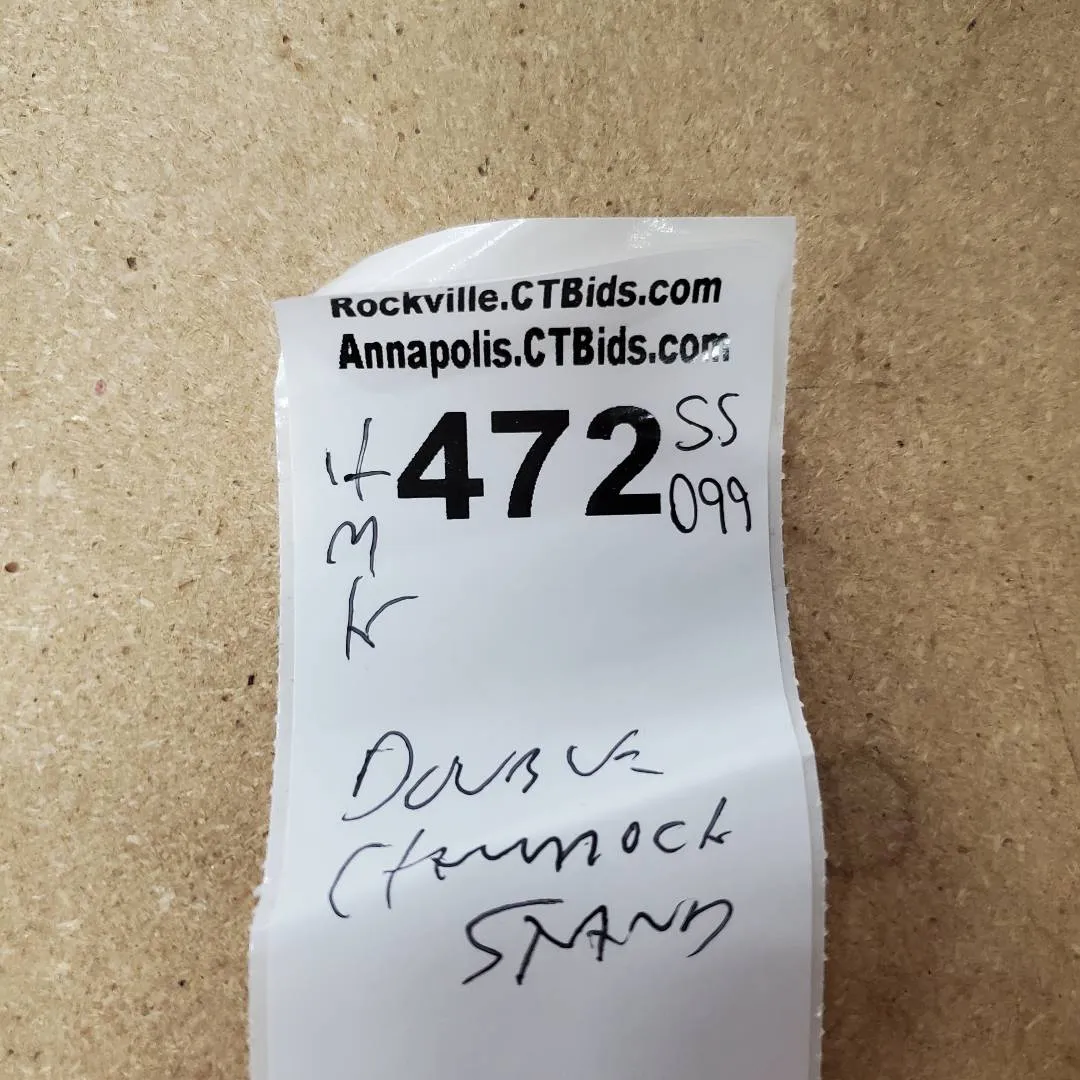 Rockville.CTBids.com
Annapolis.CTBids.com
472
SS
099
DOUBLE
HAMMOCK
STAND